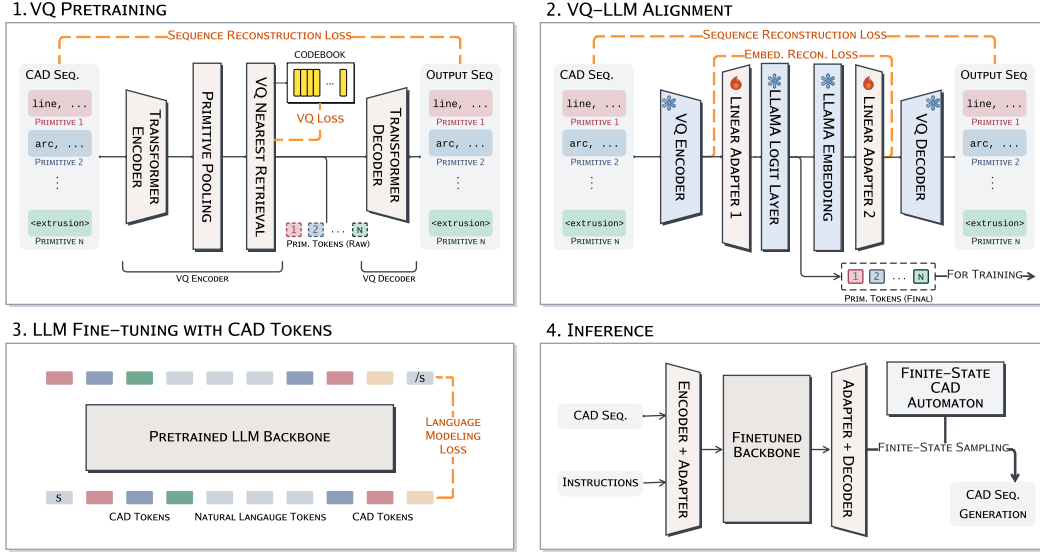 1. VQ Pretraining
Sequence Reconstruction Loss
CAD Seq.
line, ...
Primitive 1
arc, ...
Primitive 2
⋮
<extrusion>
Primitive N
Transformer
Encoder
Primitive Pooling
VQ Nearest Retrieval
Codebook
...
VQ Loss
Transformer
Decoder
1 2 ... N
Prim. Tokens (Raw)
Output Seq
line, ...
Primitive 1
arc, ...
Primitive 2
⋮
<extrusion>
Primitive N
VQ Encoder
VQ Decoder
2. VQ-LLM Alignment
Sequence Reconstruction Loss
Embed. Recon. Loss
CAD Seq.
line, ...
Primitive 1
arc, ...
Primitive 2
⋮
<extrusion>
Primitive N
VQ Encoder
Linear Adapter 1
LLaMA Logit Layer
LLaMA Embedding
Linear Adapter 2
VQ Decoder
Output Seq
line, ...
Primitive 1
arc, ...
Primitive 2
⋮
<extrusion>
Primitive N
1 2 ... N
Prim. Tokens (Final)
For Training
3. LLM Fine-tuning with CAD Tokens
/s
Pretrained LLM Backbone
Language
Modeling
Loss
s
CAD Tokens
Natural Langauge Tokens
CAD Tokens
4. Inference
CAD Seq.
Instructions
Encoder + Adapter
Finetuned
Backbone
Adapter + Decoder
Finite-State
CAD
Automaton
Finite-State Sampling
CAD Seq.
Generation